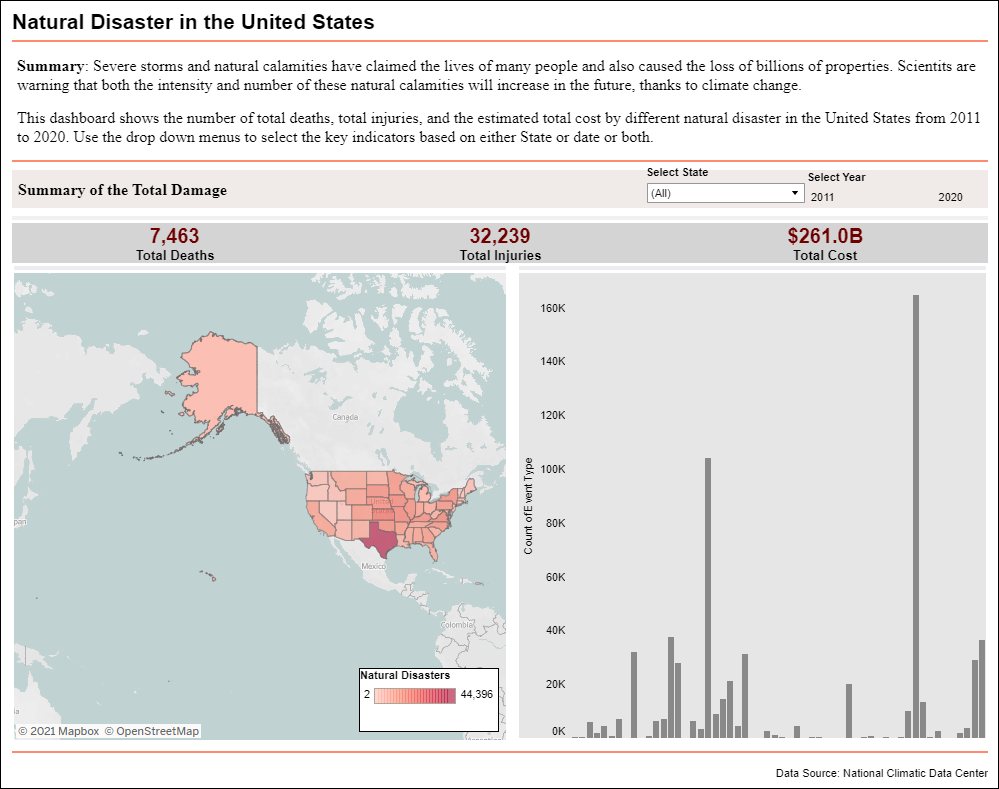 Natural Disaster in the United States
Summary: Severe storms and natural calamities have claimed the lives of many people and also caused the loss of billions of properties. Scientits are
warning that both the intensity and number of these natural calamities will increase in the future, thanks to climate change.
This dashboard shows the number of total deaths, total injuries, and the estimated total cost by different natural disaster in the United States from 2011
to 2020. Use the drop down menus to select the key indicators based on either State or date or both.
Summary of the Total Damage
Select State
(All)
Select Year
2011 2020
7,463 32,239 $261.0B
Total Deaths Total Injuries Total Cost
Canada
United
States
Mexico
Colombia
pan
Natural Disasters
2 44,396
© 2021 Mapbox © OpenStreetMap
160K
140K
120K
100K
80K
60K
40K
20K
0K
Count of Event Type
Data Source: National Climatic Data Center